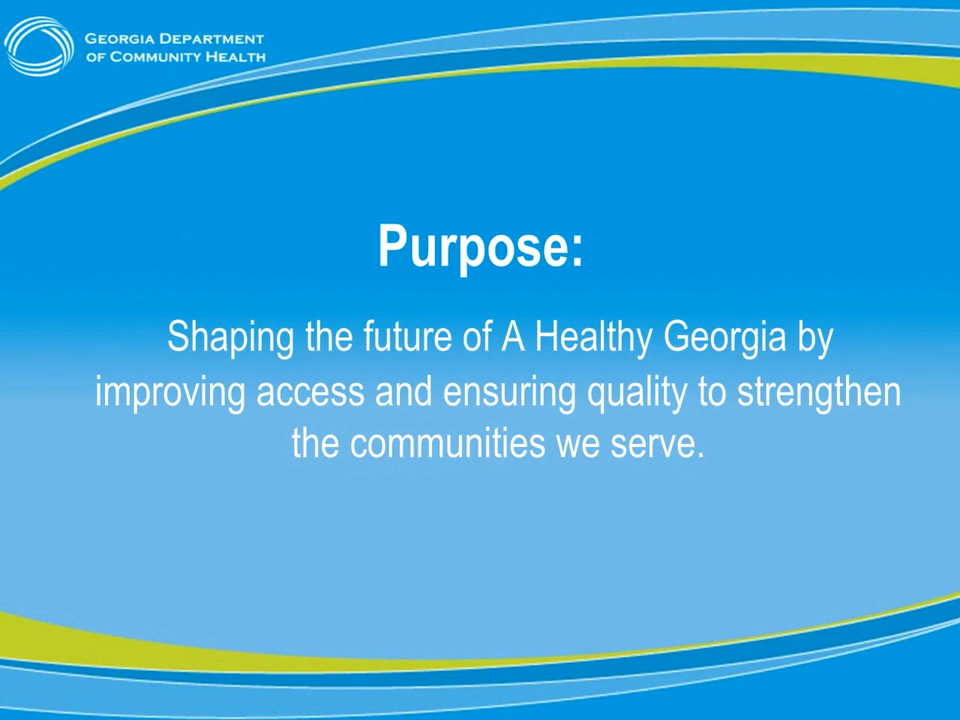 GEORGIA DEPARTMENT
OF COMMUNITY HEALTH
Purpose:
Shaping the future of A Healthy Georgia by
improving access and ensuring quality to strengthen
the communities we serve.